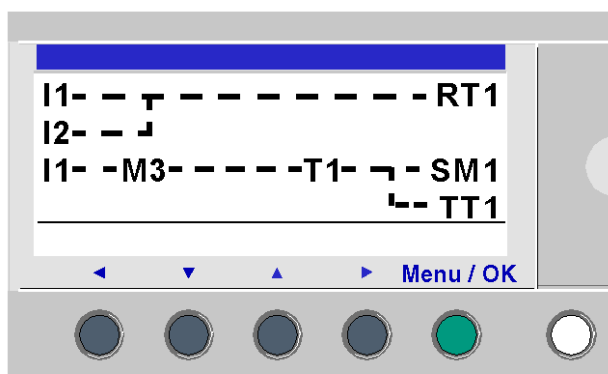 I1- – ┬ – – – – – – - RT1
I2- – ┘
I1- -M3- – – – -T1- ┐- SM1
└-- TT1
◄ ▼ ▲ ► Menu / OK